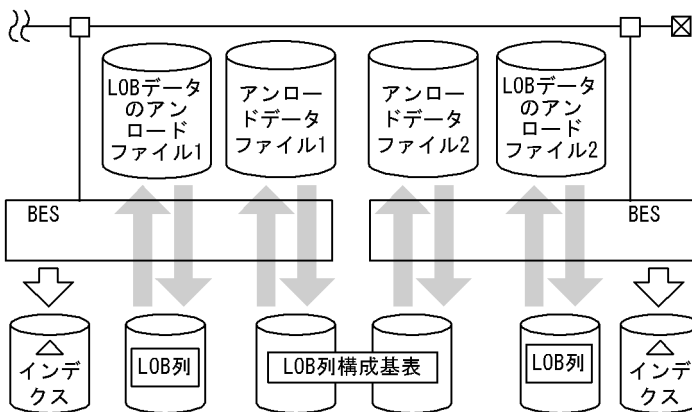 LOBデータ
のアン
ロード
ファイル1
アンロー
ドデータ
ファイル1
アンロー
ドデータ
ファイル2
LOBデータ
のアン
ロード
ファイル2
BES
BES
インデ
クス
LOB列
LOB列構成基表
LOB列
インデ
クス